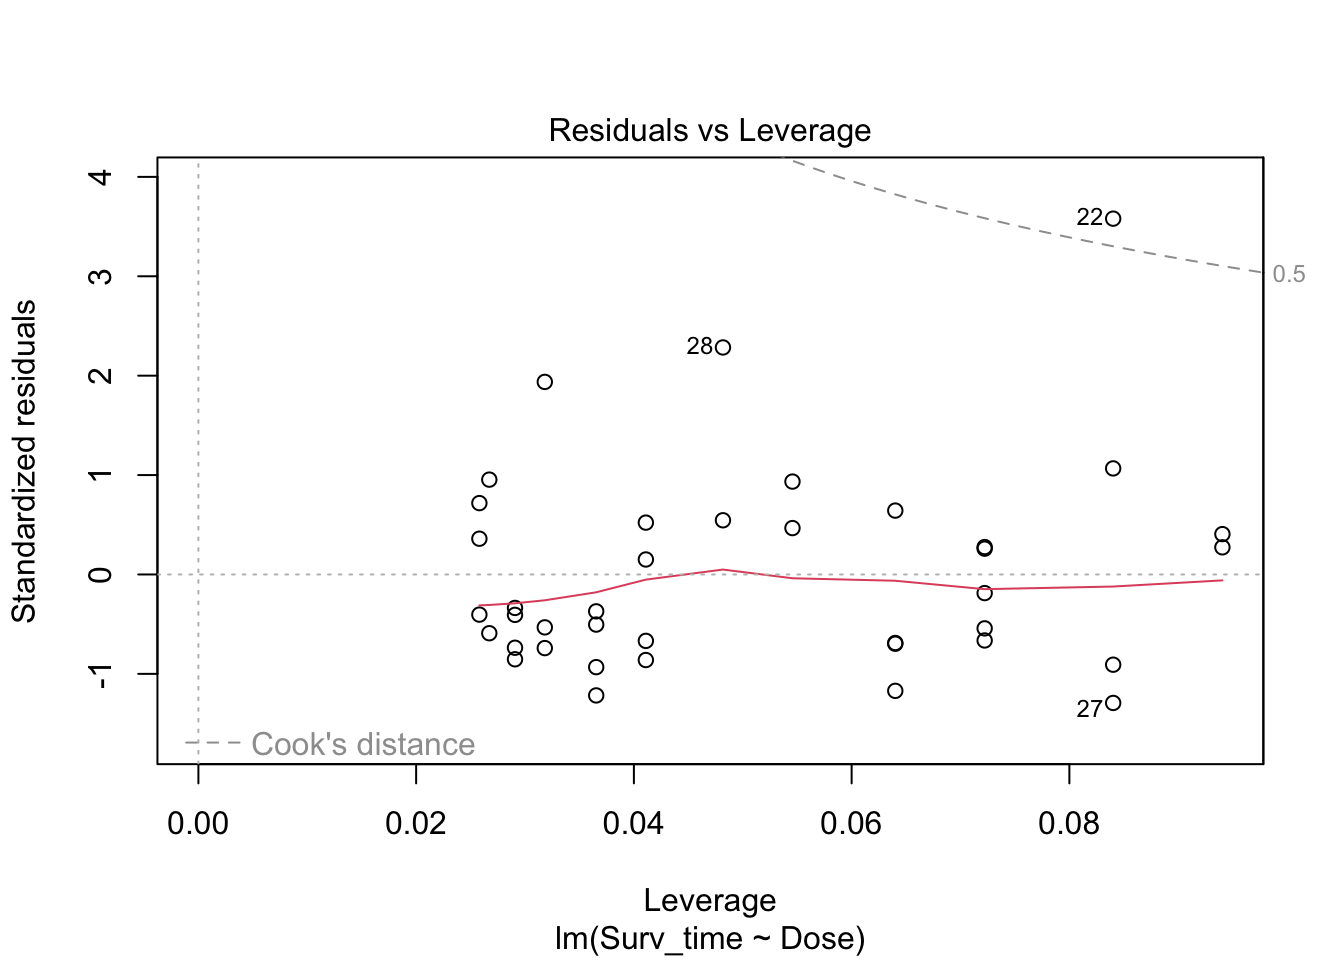 Residuals vs Leverage
Standardized residuals
4
3
2
1
0
-1
22
28
27
0.5
Cook's distance
0.00 0.02 0.04 0.06 0.08
Leverage
lm(Surv_time ~ Dose)